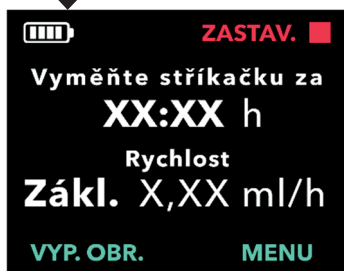 ZASTAV.
Vyměňte stříkačku za
XX:XX h
Rychlost
Zákl. X,XX ml/h
VYP. OBR. MENU